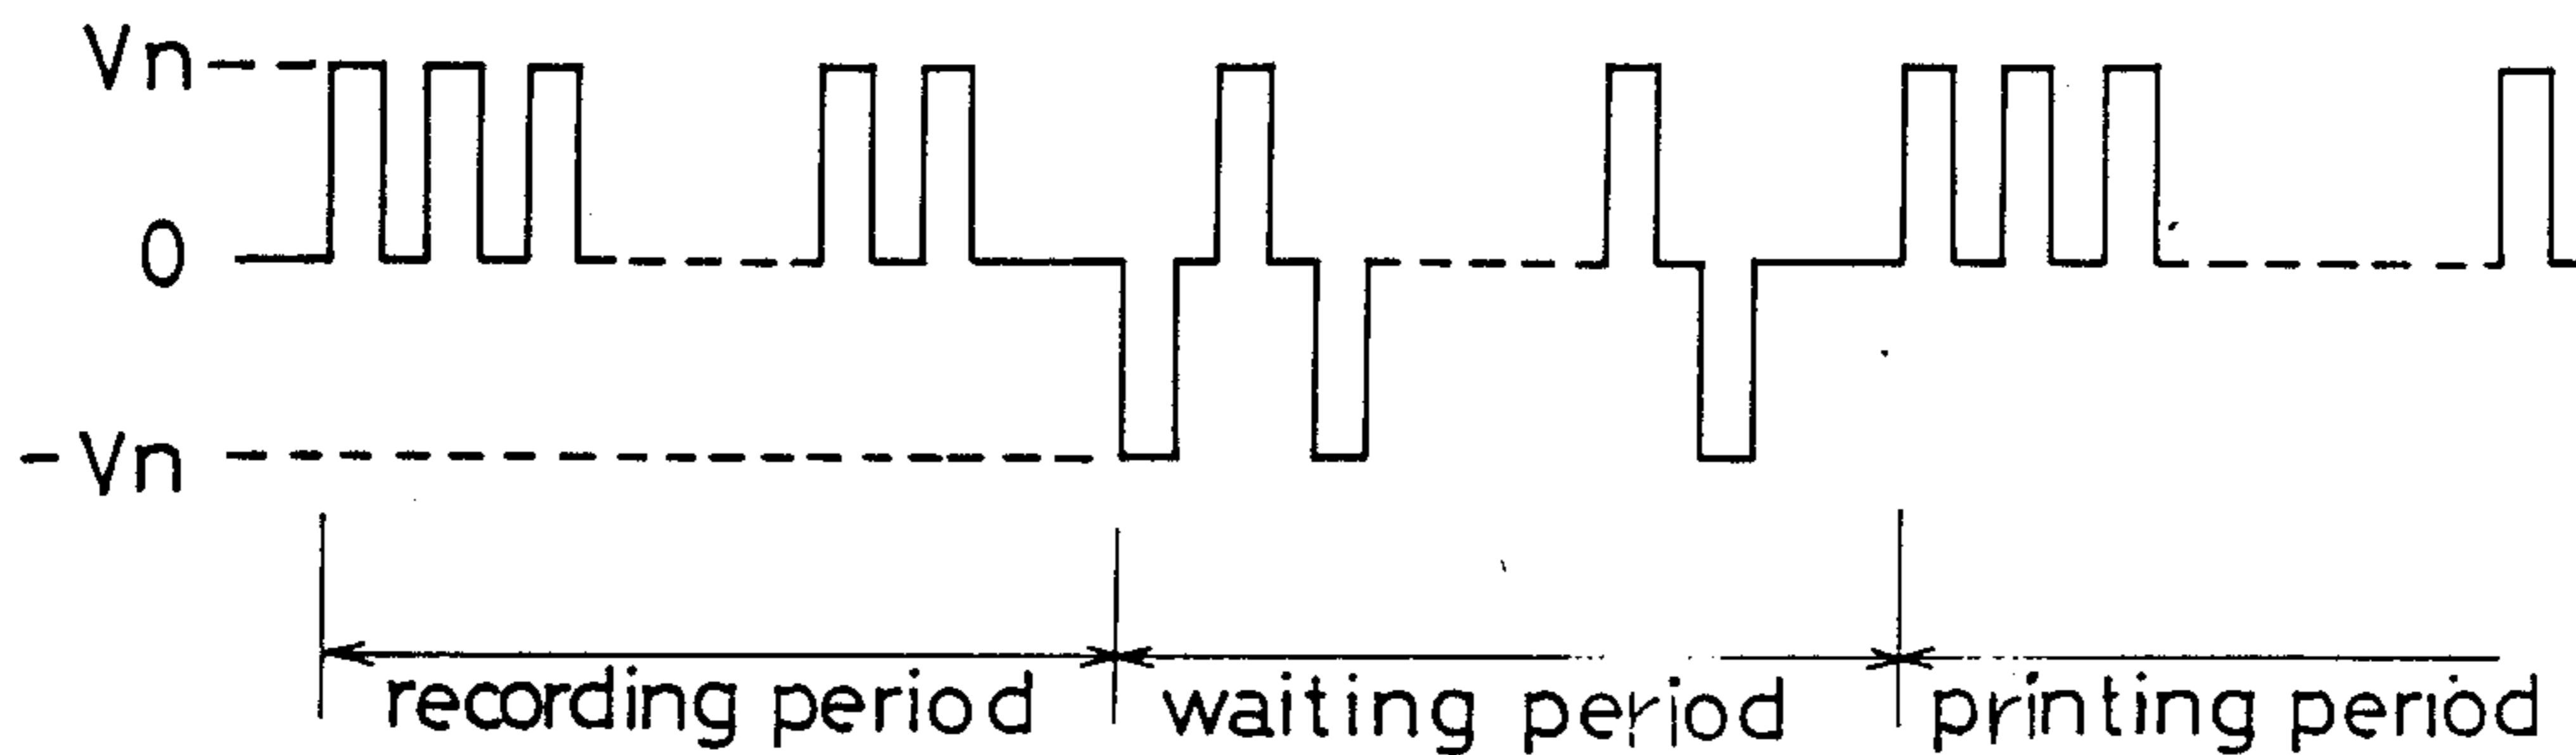 Vn
0
-Vn
recording period
waiting period
printing period